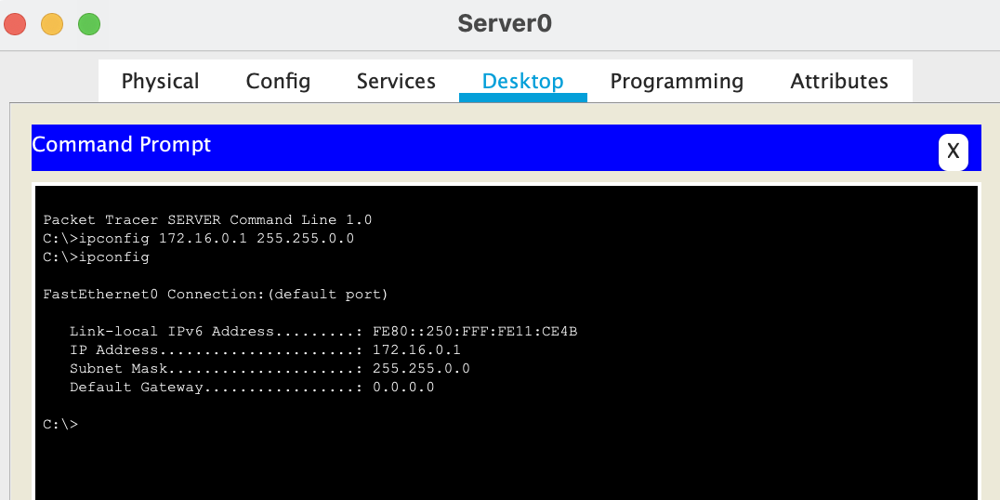 Server0
Physical Config Services Desktop Programming Attributes
Command Prompt
X
Packet Tracer SERVER Command Line 1.0
C:\>ipconfig 172.16.0.1 255.255.0.0
C:\>ipconfig
FastEthernet0 Connection:(default port)
Link-local IPv6 Address.........: FE80::250:FFF:FE11:CE4B
IP Address......................: 172.16.0.1
Subnet Mask.....................: 255.255.0.0
Default Gateway.................: 0.0.0.0
C:\>